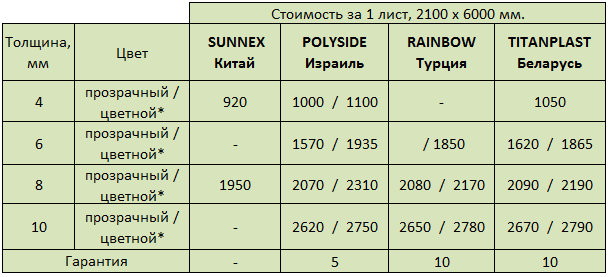 Стоимость за 1 лист, 2100 х 6000 мм.
Толщина, мм Цвет SUNNEX Китай POLYSIDE Израиль RAINBOW Турция TITANPLAST Беларусь
4 прозрачный / цветной* 920 1000 / 1100 - 1050
6 прозрачный / цветной* - 1570 / 1935 / 1850 1620 / 1865
8 прозрачный / цветной* 1950 2070 / 2310 2080 / 2170 2090 / 2190
10 прозрачный / цветной* - 2620 / 2750 2650 / 2780 2670 / 2790
Гарантия - 5 10 10